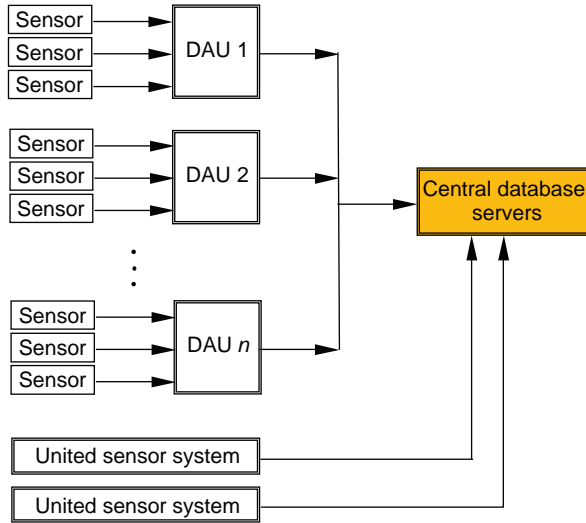 Sensor
Sensor
Sensor
DAU 1
Sensor
Sensor
Sensor
DAU 2
Central database
servers
Sensor
Sensor
Sensor
DAU n
United sensor system
United sensor system